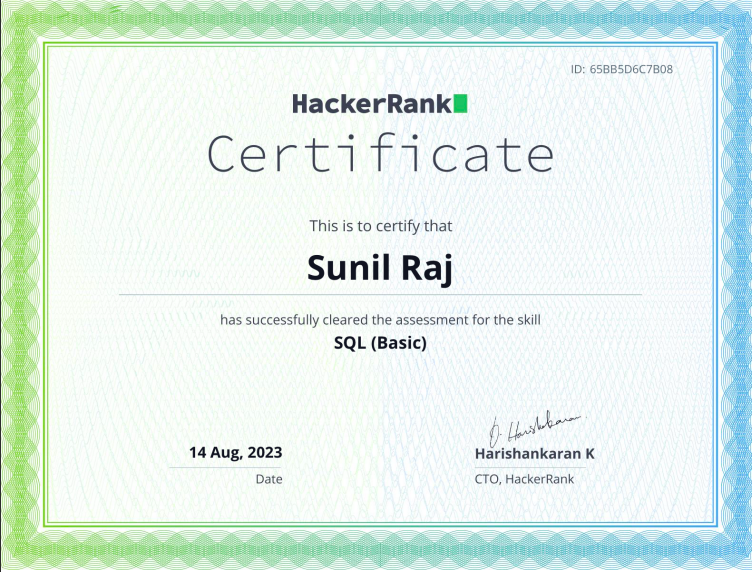 ID: 65BB5D6C7B08
HackerRank
Certificate
This is to certify that
Sunil Raj
has successfully cleared the assessment for the skill
SQL (Basic)
14 Aug, 2023
Date
Harishankaran K
CTO, HackerRank